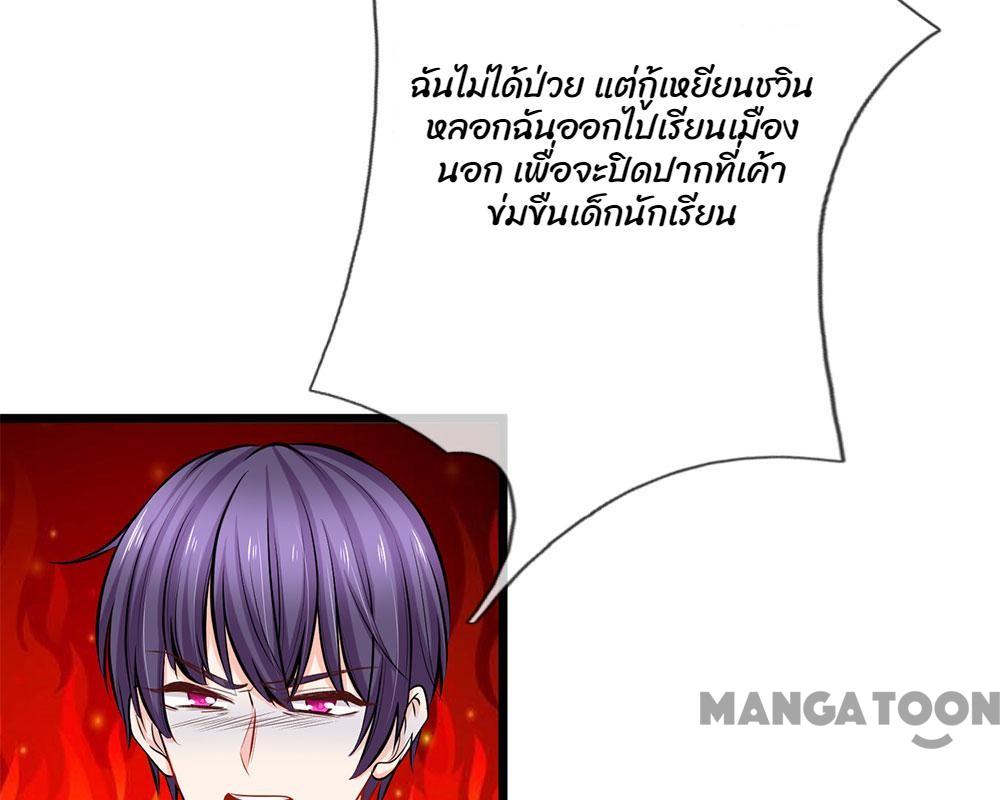 ฉันไม่ได้ป่วย แต่กู้เหยียนชวิน
หลอกฉันออกไปเรียนเมือง
นอก เพื่อจะปิดปากที่เค้า
ข่มขืนเด็กนักเรียน
MANGATOON